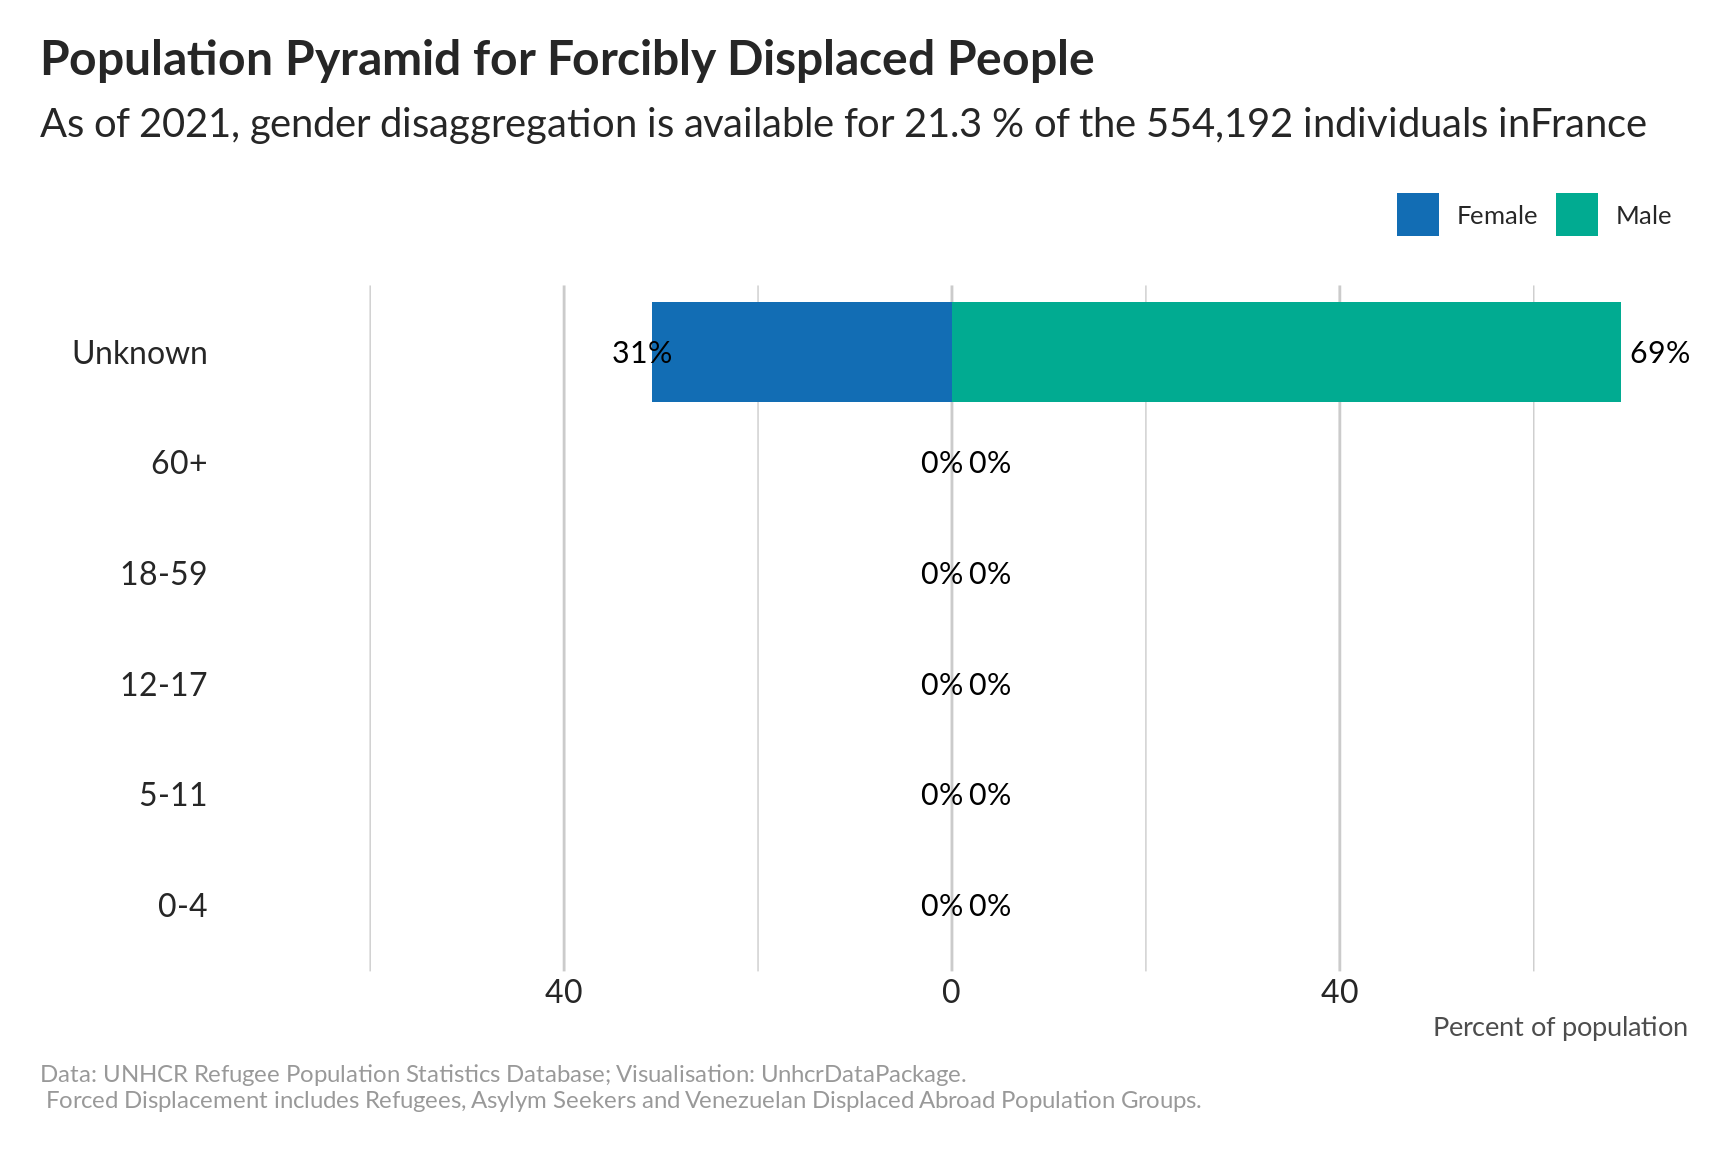 Population Pyramid for Forcibly Displaced People
As of 2021, gender disaggregation is available for 21.3 % of the 554,192 individuals inFrance
Female Male
Unknown 31% 69%
60+ 0% 0%
18-59 0% 0%
12-17 0% 0%
5-11 0% 0%
0-4 0% 0%
40 0 40
Percent of population
Data: UNHCR Refugee Population Statistics Database; Visualisation: UnhcrDataPackage.
Forced Displacement includes Refugees, Asylym Seekers and Venezuelan Displaced Abroad Population Groups.